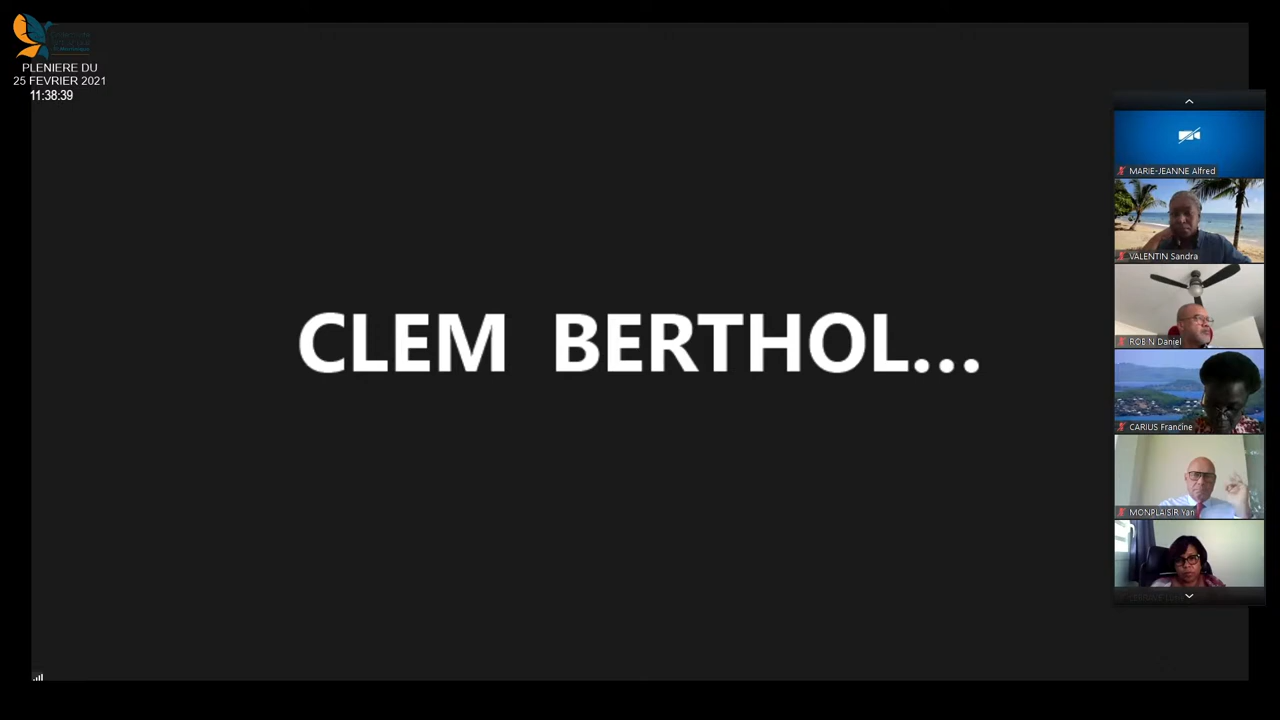 PLENIERE DU
25 FEVRIER 2021
11:38:39
CLEM BERTHOL...
MARIE-JEANNE Alfred
VALENTIN Sandra
ROB N Daniel
CARIUS Francine
MONPLAISIR Yan